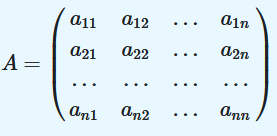 A = ( a11 a12 ... a1n
a21 a22 ... a2n
... ... ... ...
an1 an2 ... ann )